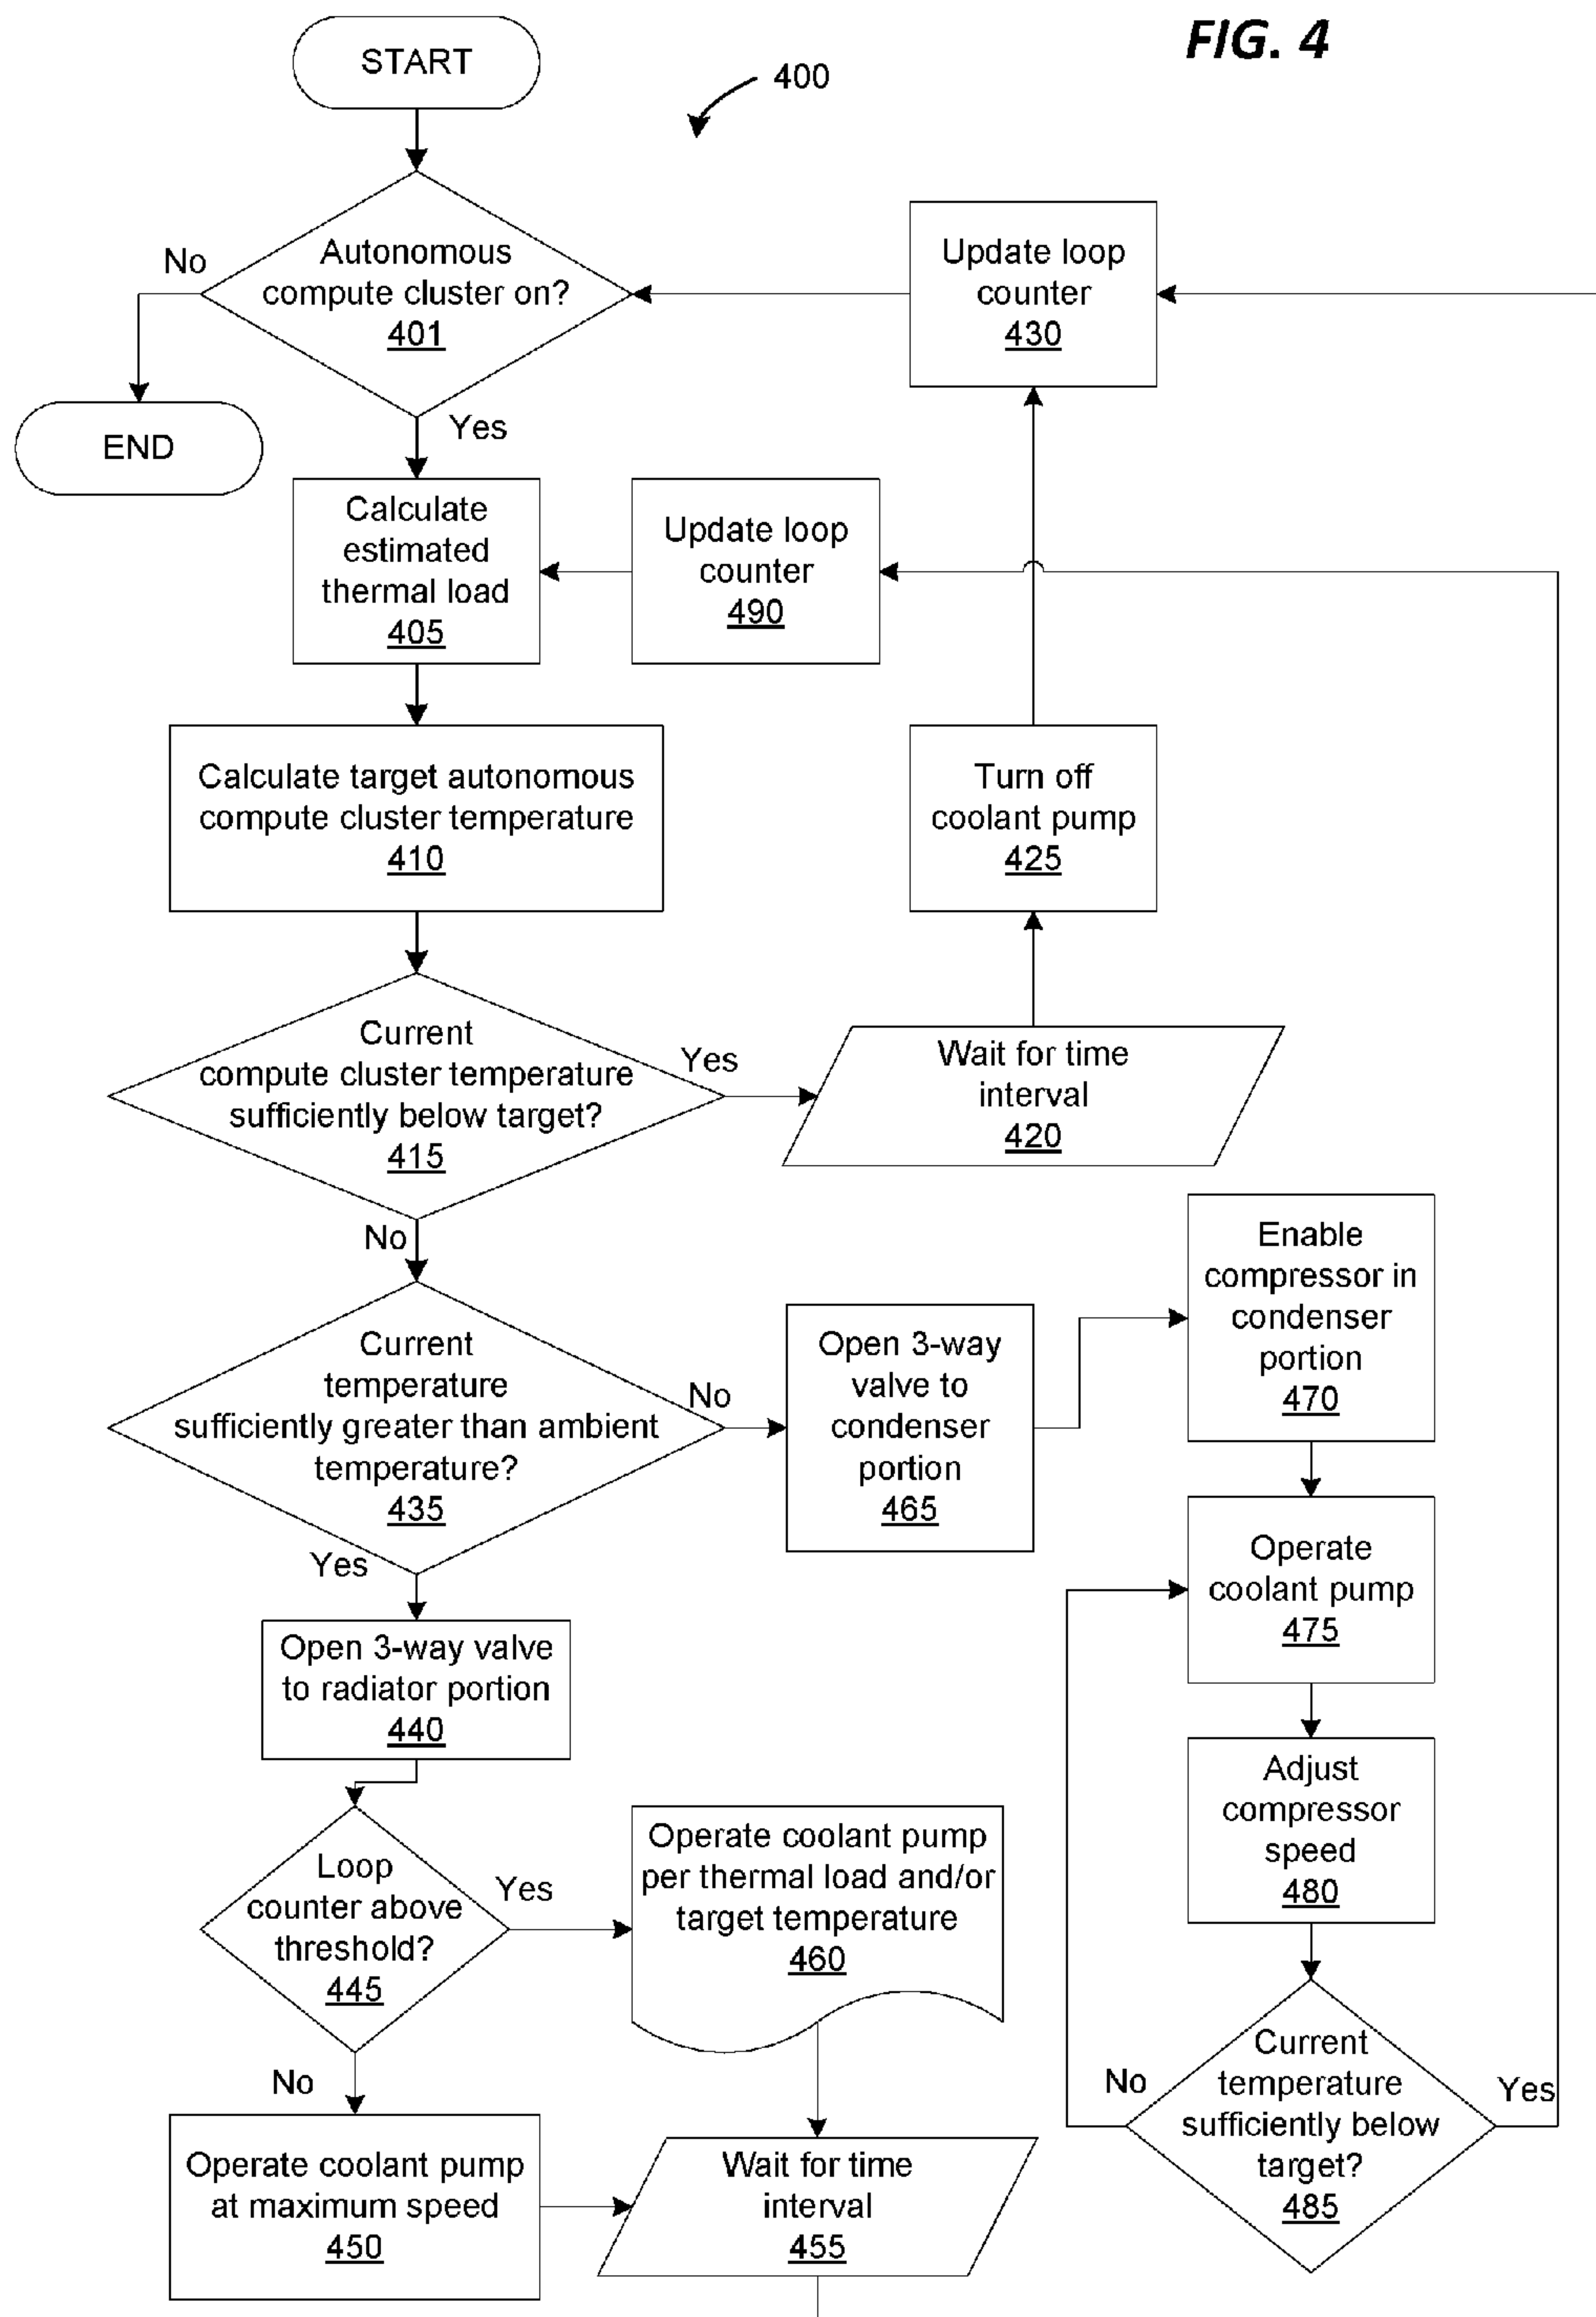 FIG. 4
START
400
Autonomous
compute cluster on?
401
No
Yes
END
Update loop
counter
430
Calculate
estimated
thermal load
405
Update loop
counter
490
Calculate target autonomous
compute cluster temperature
410
Turn off
coolant pump
425
Current
compute cluster temperature
sufficiently below target?
415
Yes
No
Wait for time
interval
420
Current
temperature
sufficiently greater than ambient
temperature?
435
No
Yes
Open 3-way
valve to
condenser
portion
465
Enable
compressor in
condenser
portion
470
Operate
coolant pump
475
Open 3-way valve
to radiator portion
440
Adjust
compressor
speed
480
Loop
counter above
threshold?
445
Yes
No
Operate coolant pump
per thermal load and/or
target temperature
460
Current
temperature
sufficiently below
target?
485
No
Yes
Operate coolant pump
at maximum speed
450
Wait for time
interval
455